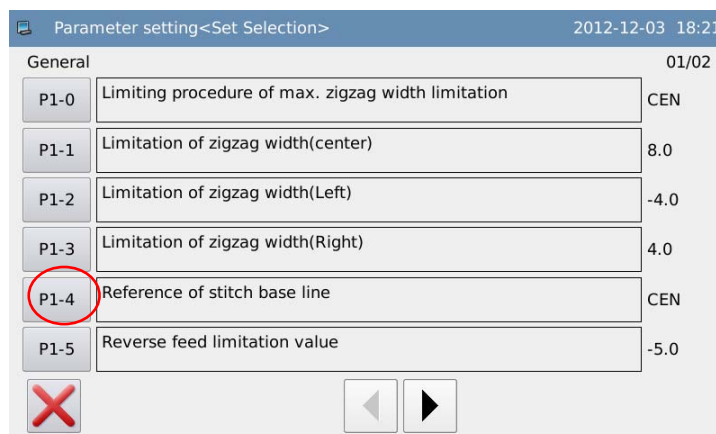 Parameter setting<Set Selection> 2012-12-03 18:21
General 01/02
P1-0 Limiting procedure of max. zigzag width limitation CEN
P1-1 Limitation of zigzag width(center) 8.0
P1-2 Limitation of zigzag width(Left) -4.0
P1-3 Limitation of zigzag width(Right) 4.0
P1-4 Reference of stitch base line CEN
P1-5 Reverse feed limitation value -5.0